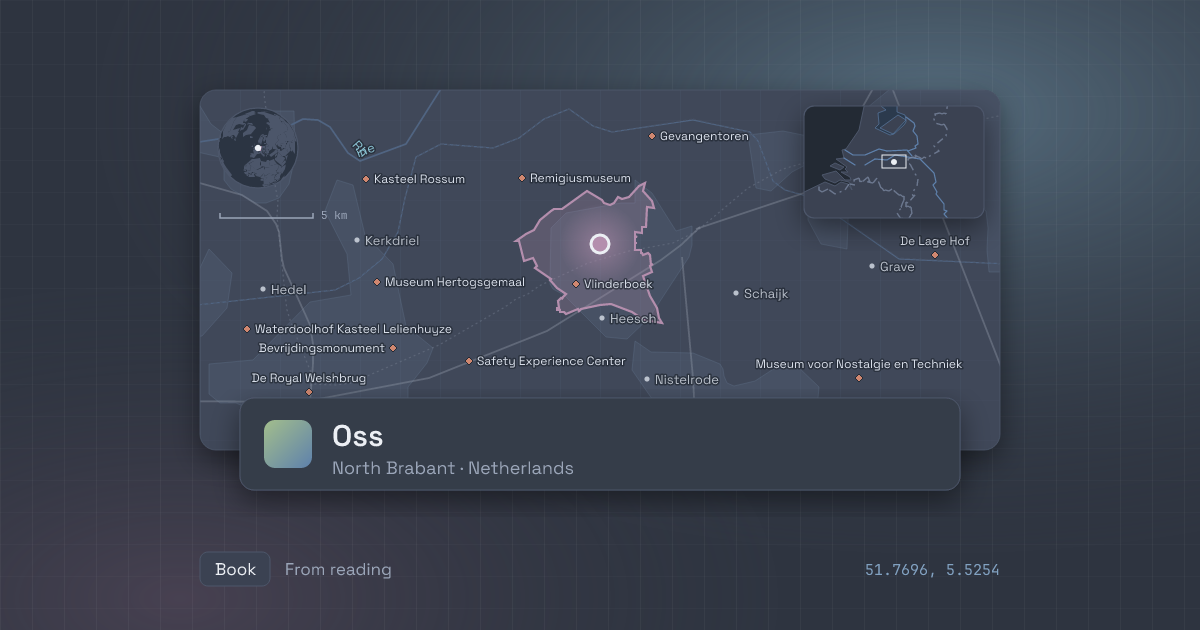 Gevangentoren
Kasteel Rossum
Remigiusmuseum
5 km
Kerkdriel
De Lage Hof
Grave
Museum Hertogsgemaal
Vlinderboek
Hedel
Schaijk
Heesch
Waterdoolhof Kasteel Lelienhuyze
Bevrijdingsmonument
Safety Experience Center
De Royal Welshbrug
Museum voor Nostalgie en Techniek
Nistelrode
Oss
North Brabant · Netherlands
Book
From reading
51.7696, 5.5254